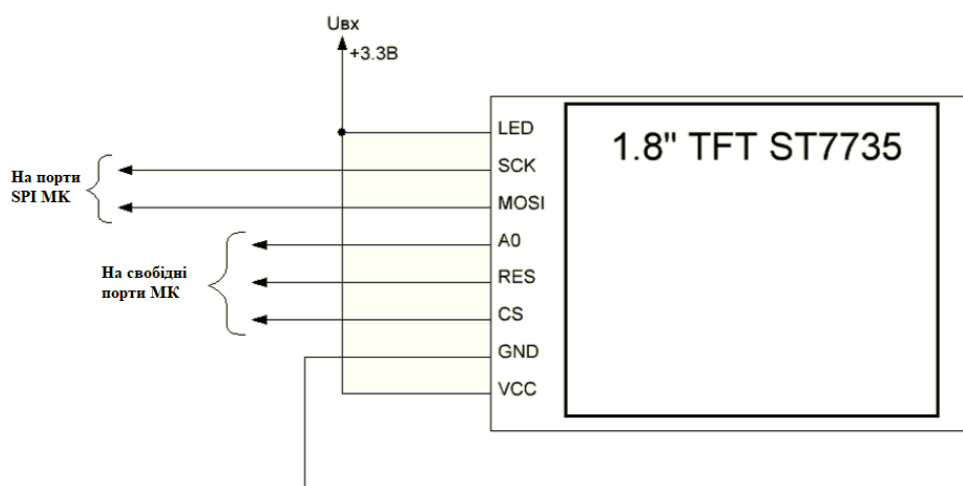 Uвх
+3.3В
LED
1.8" TFT ST7735
SCK
На порти
SPI МК
MOSI
A0
На свобідні
порти МК
RES
CS
GND
VCC